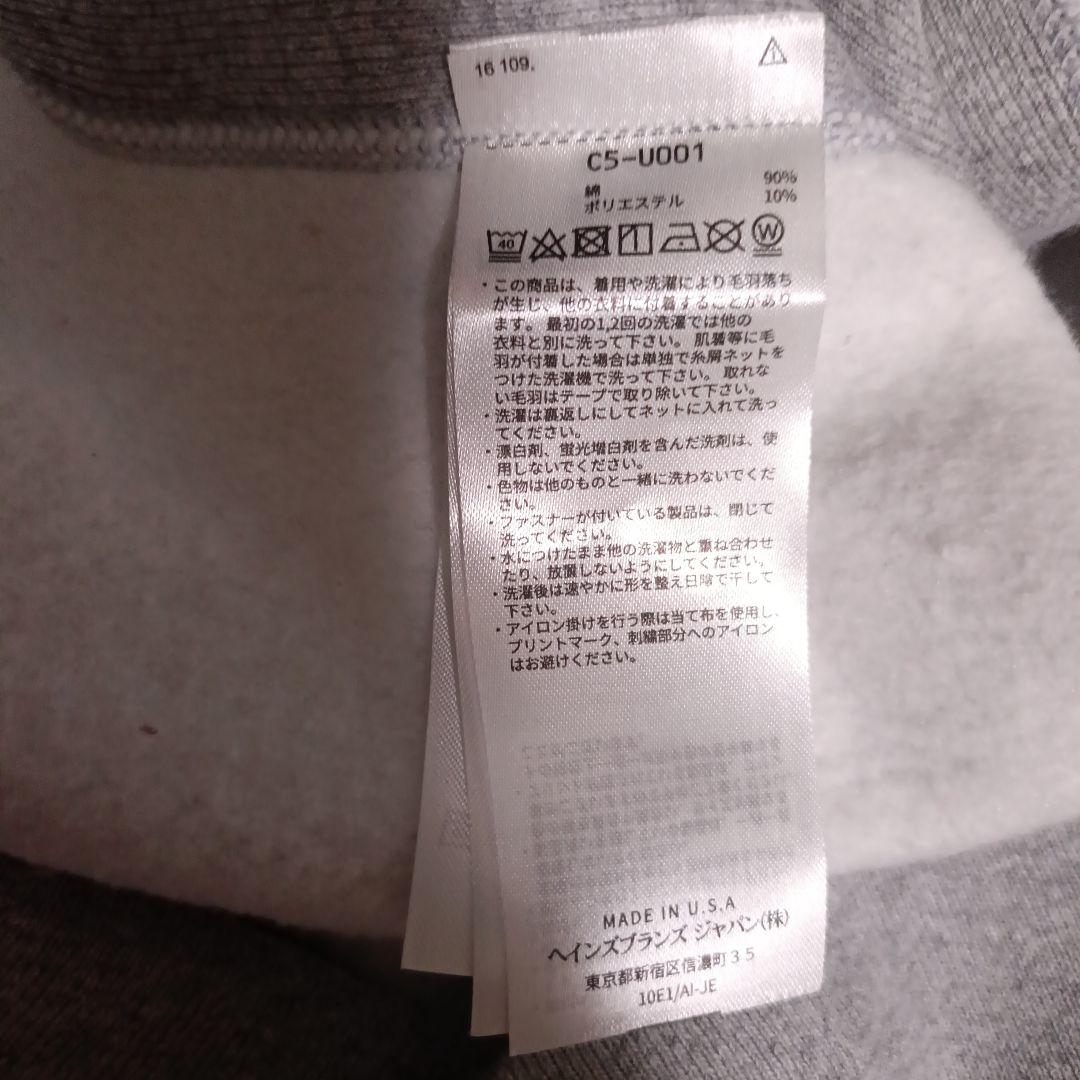 16 109.
C5-U001
綿 90%
ポリエステル 10%
40 W
・この商品は、着用や洗濯により毛羽落ち
が生じ、他の衣料に付着することがあり
ます。最初の1,2回の洗濯では他の
衣料と別に洗って下さい。肌着等に毛
羽が付着した場合は単独で糸屑ネットを
つけた洗濯機で洗って下さい。取れな
い毛羽はテープで取り除いて下さい。
・洗濯は裏返しにしてネットに入れて洗っ
てください。
・漂白剤、蛍光増白剤を含んだ洗剤は、使
用しないでください。
・色物は他のものと一緒に洗わないでくだ
さい。
・ファスナーが付いている製品は、閉じて
洗ってください。
・水につけたまま他の洗濯物と重ね合わせ
たり、放置しないようにしてください。
・洗濯後は速やかに形を整え日陰で干して
下さい。
・アイロン掛けを行う際は当て布を使用し、
プリントマーク、刺繍部分へのアイロン
はお避けください。
MADE IN U.S.A
ヘインズブランズ ジャパン(株)
東京都新宿区信濃町35
10E1/AI-JE